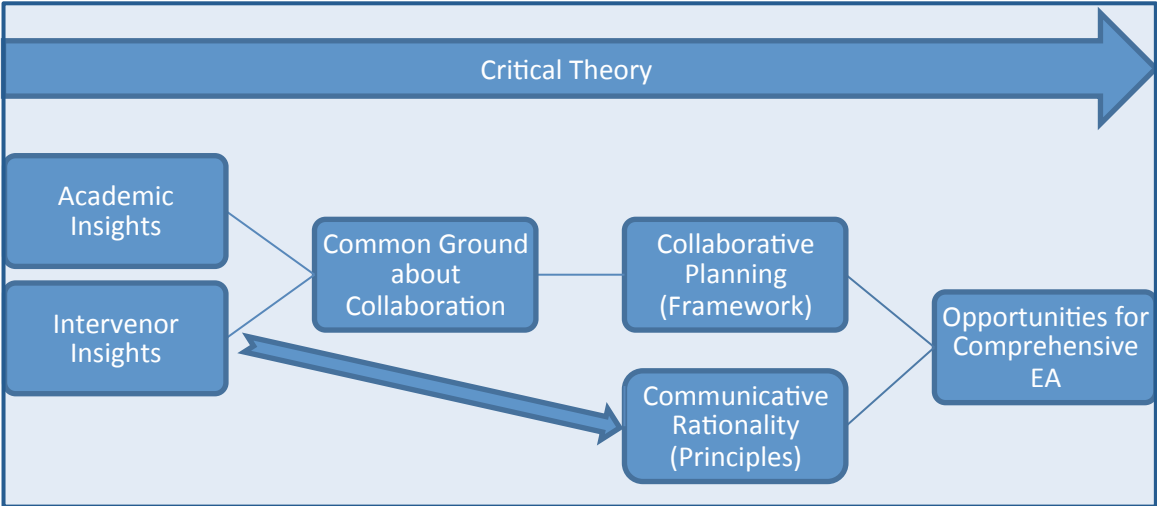 Critical Theory
Academic
Insights
Intervenor
Insights
Common Ground
about
Collaboration
Collaborative
Planning
(Framework)
Communicative
Rationality
(Principles)
Opportunities for
Comprehensive
EA